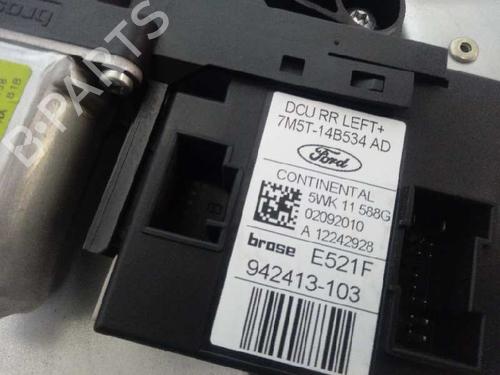 B-PARTS
DCU RR LEFT+
7M5T-14B534 AD
Ford
CONTINENTAL
5WK 11 588G
02092010
A 12242928
brose E521F
942413-103